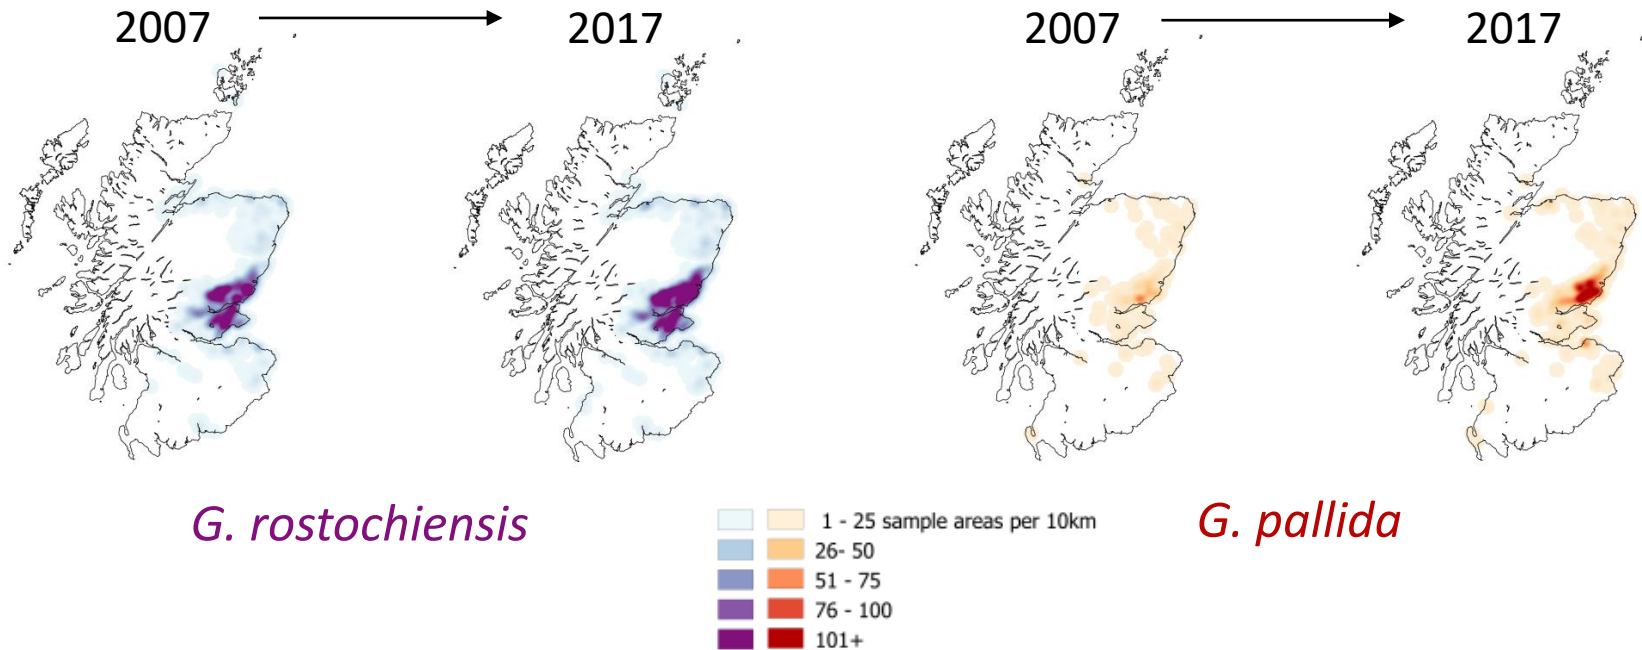 2007
2017
2007
2017
G. rostochiensis
G. pallida
1 - 25 sample areas per 10km
26- 50
51 - 75
76 - 100
101+